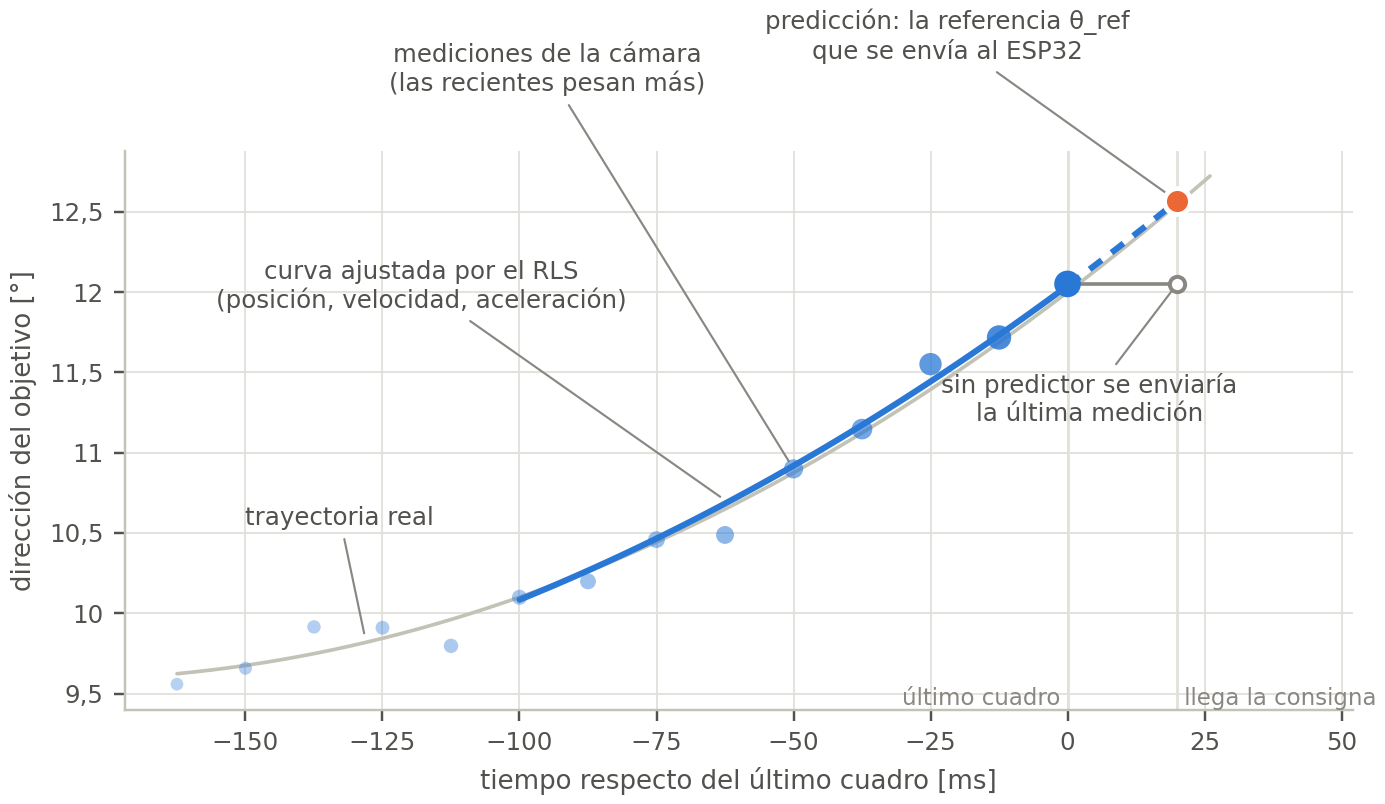 predicción: la referencia θ_ref
que se envía al ESP32
mediciones de la cámara
(las recientes pesan más)
curva ajustada por el RLS
(posición, velocidad, aceleración)
sin predictor se enviaría
la última medición
trayectoria real
último cuadro
llega la consigna
dirección del objetivo [°]
12,5
12
11,5
11
10,5
10
9,5
−150
−125
−100
−75
−50
−25
0
25
50
tiempo respecto del último cuadro [ms]